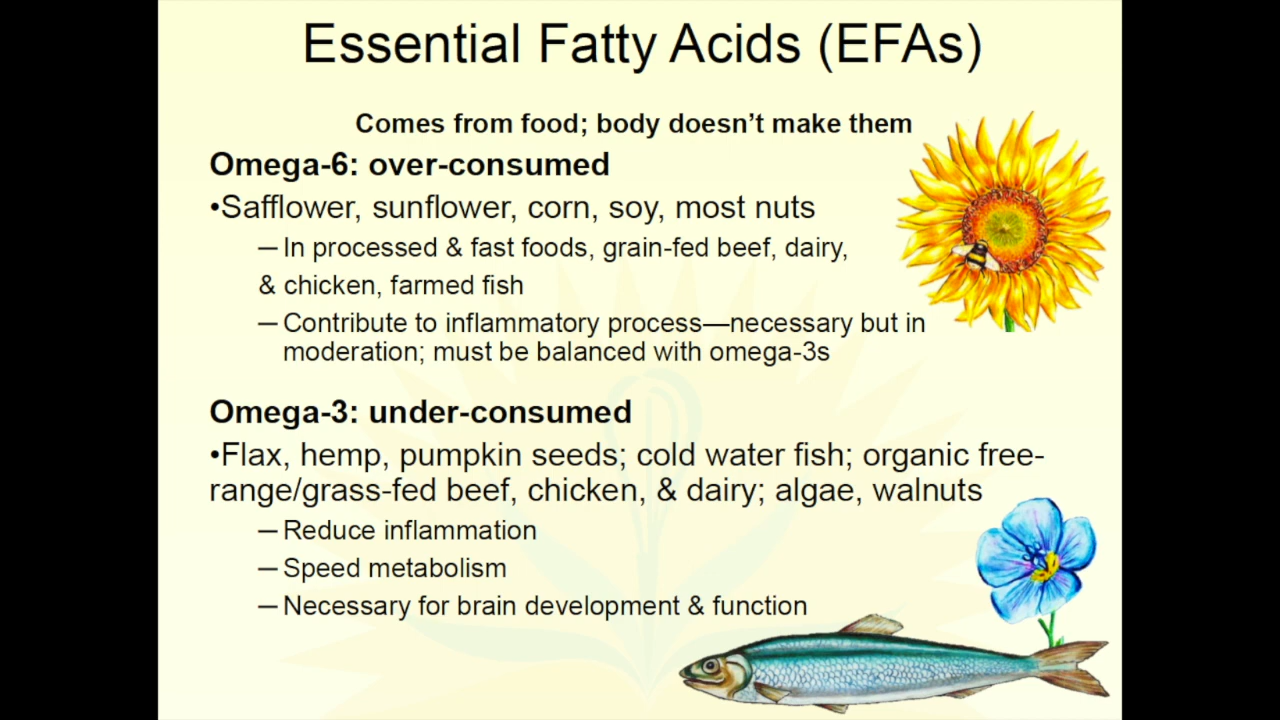 Essential Fatty Acids (EFAs)
Comes from food; body doesn't make them
Omega-6: over-consumed
•Safflower, sunflower, corn, soy, most nuts
– In processed & fast foods, grain-fed beef, dairy,
& chicken, farmed fish
– Contribute to inflammatory process—necessary but in
moderation; must be balanced with omega-3s
Omega-3: under-consumed
•Flax, hemp, pumpkin seeds; cold water fish; organic free-
range/grass-fed beef, chicken, & dairy; algae, walnuts
– Reduce inflammation
– Speed metabolism
– Necessary for brain development & function